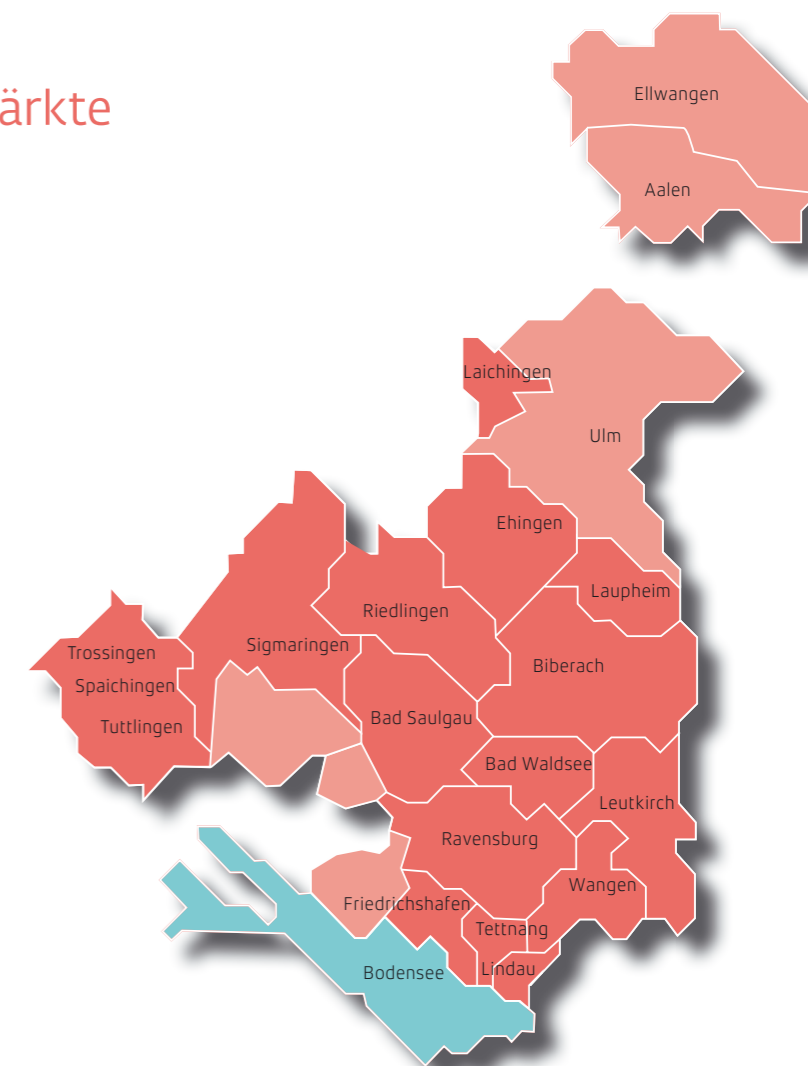 ärkte
Ellwangen
Aalen
Laichingen
Ulm
Ehingen
Laupheim
Riedlingen
Sigmaringen
Trossingen
Biberach
Spaichingen
Bad Saulgau
Tuttlingen
Bad Waldsee
Leutkirch
Ravensburg
Wangen
Friedrichshafen
Tettnang
Lindau
Bodensee